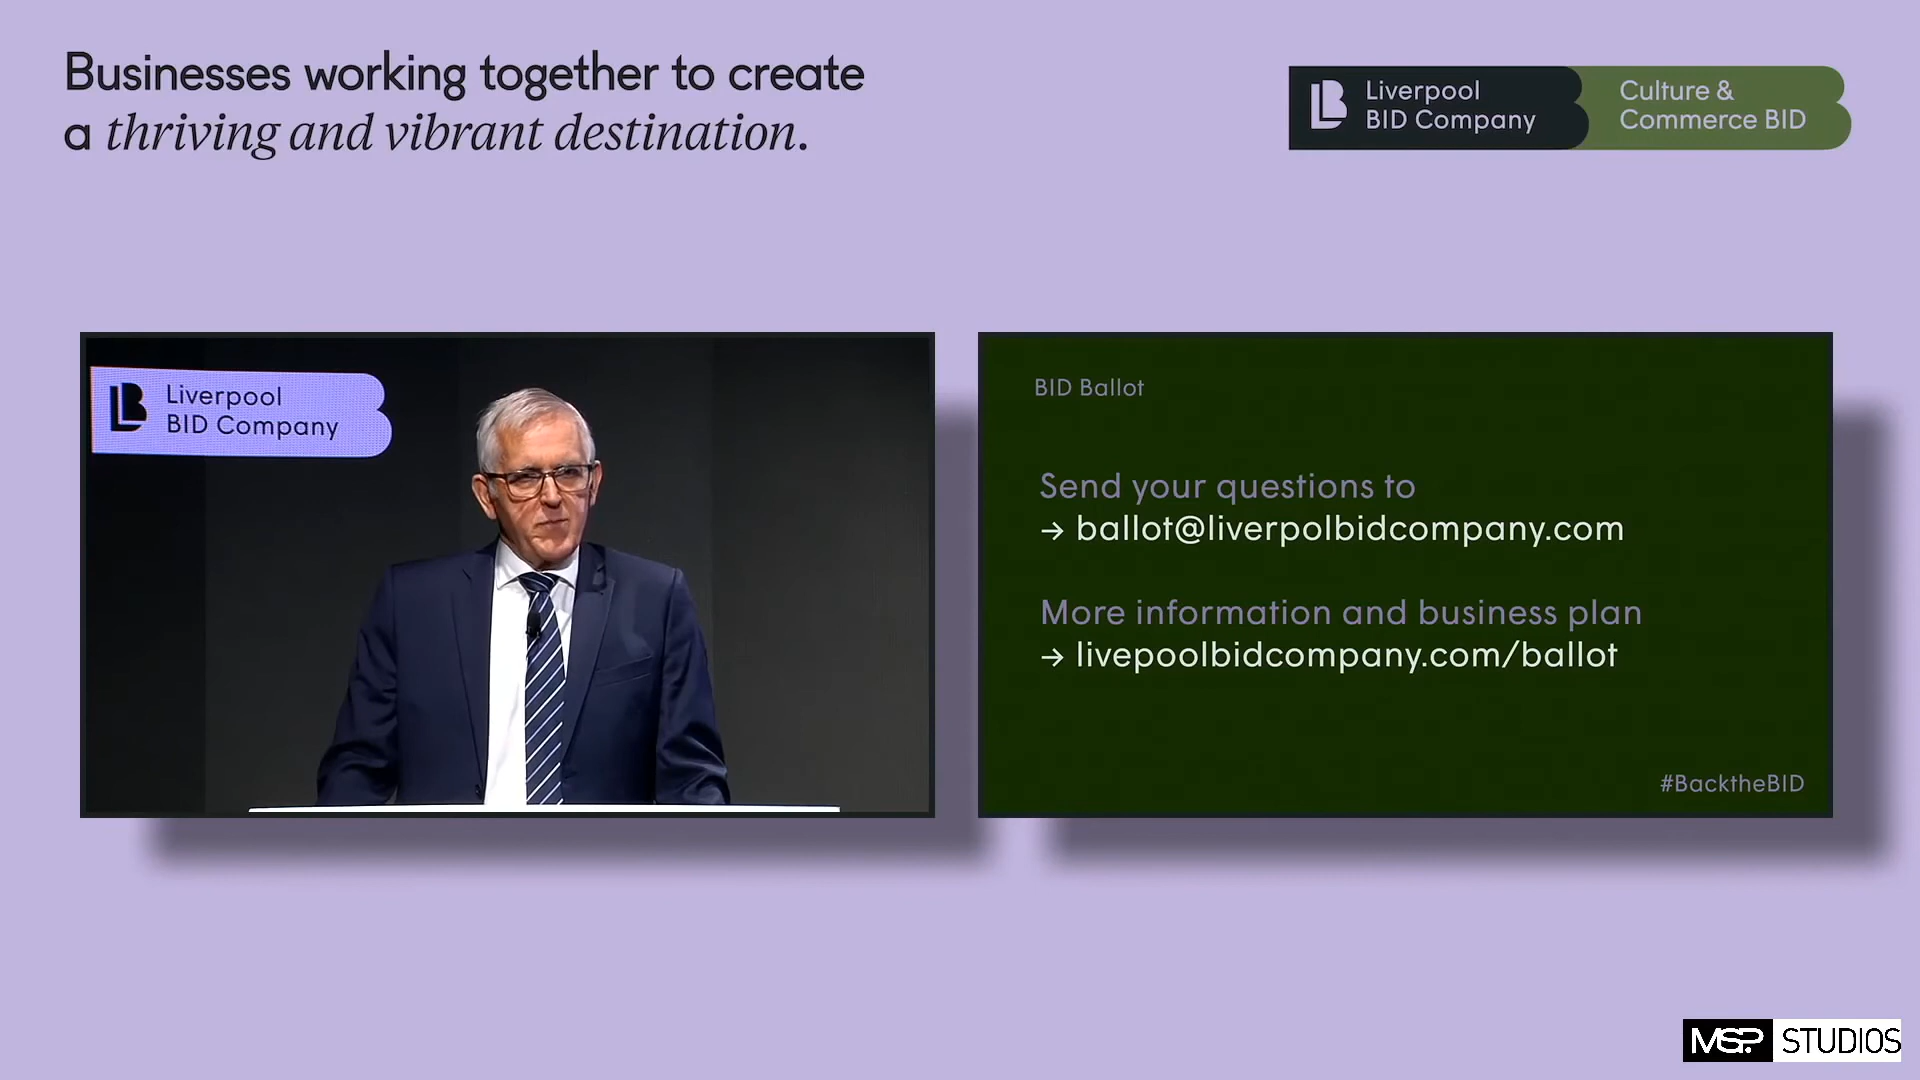 Businesses working together to create
a thriving and vibrant destination.
Liverpool
BID Company
Culture &
Commerce BID
Liverpool
BID Company
BID Ballot
Send your questions to
→ ballot@liverpolbidcompany.com
More information and business plan
→ livepoolbidcompany.com/ballot
#BacktheBID
MSP. STUDIOS